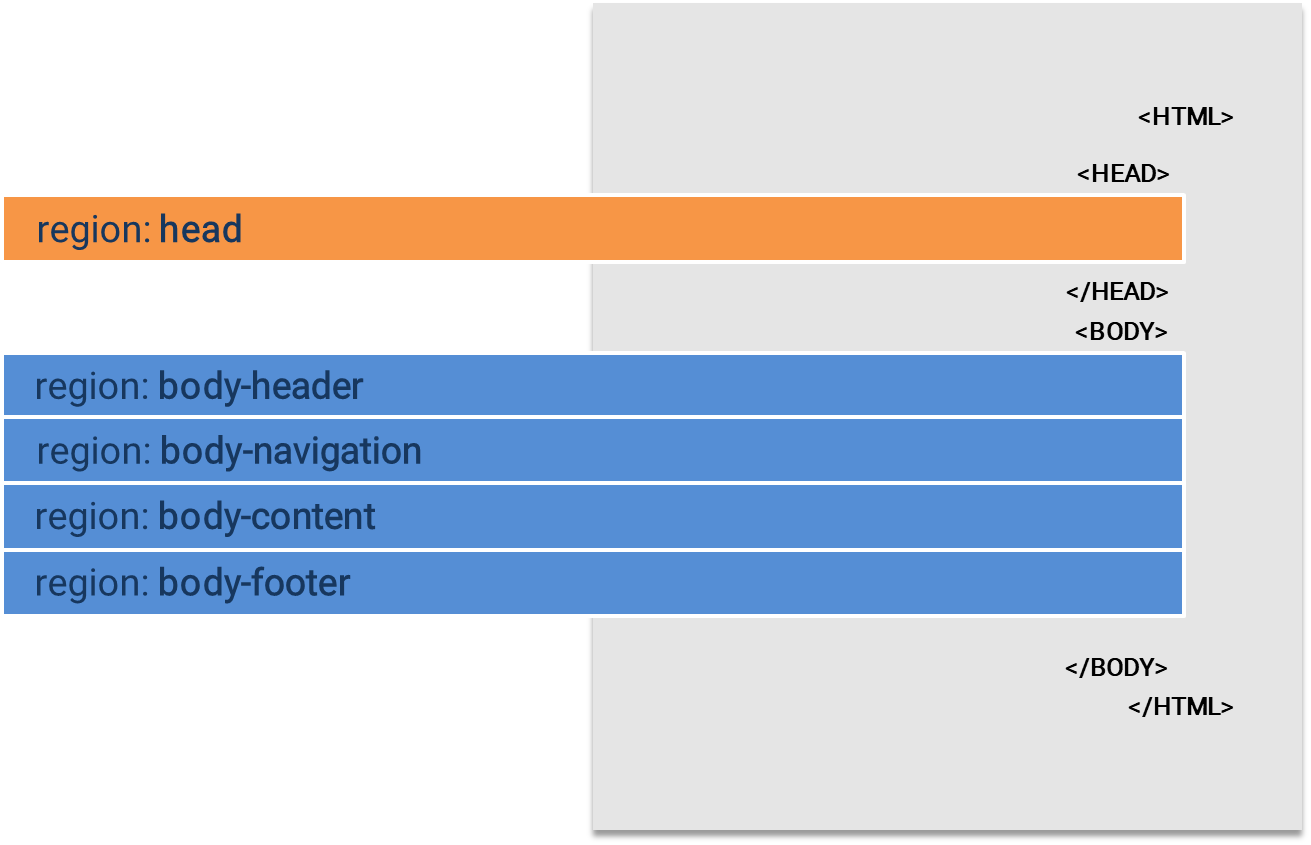 <HTML>
<HEAD>
region: head
</HEAD>
<BODY>
region: body-header
region: body-navigation
region: body-content
region: body-footer
</BODY>
</HTML>